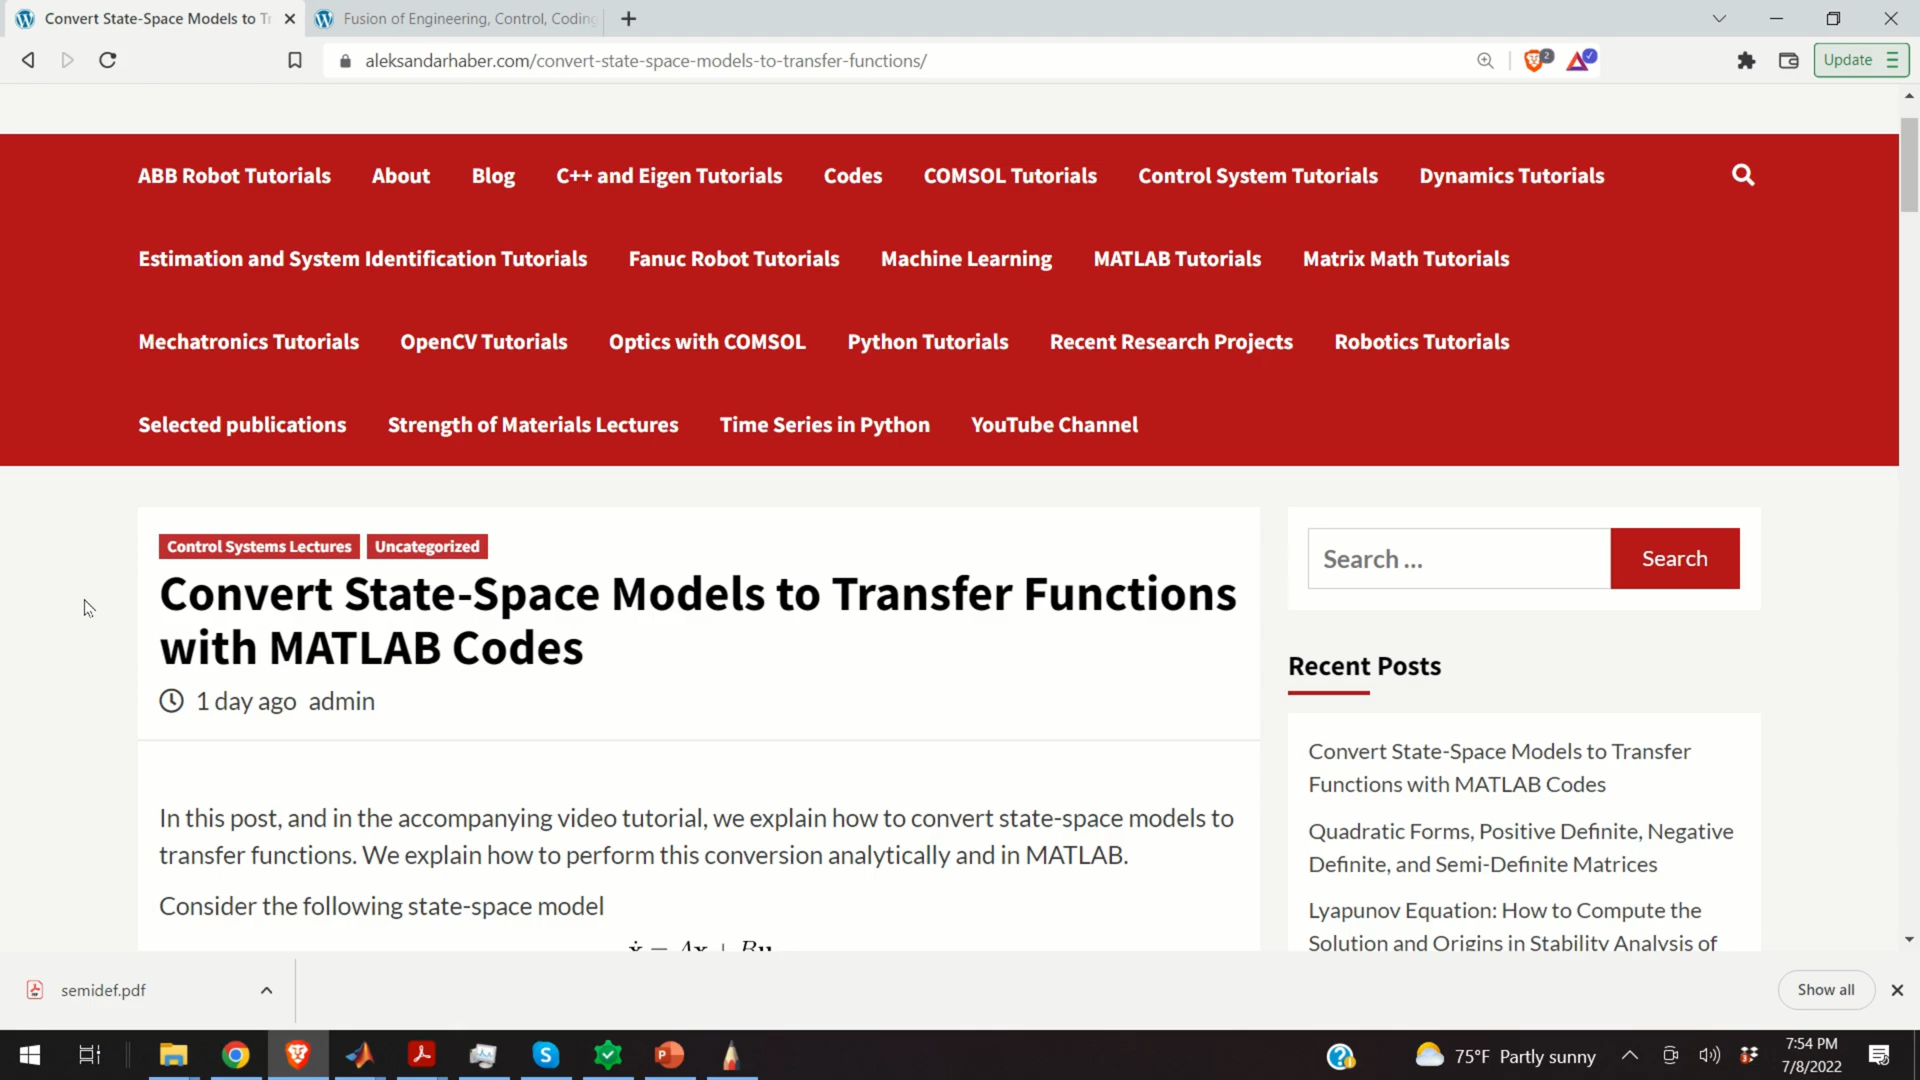 Convert State-Space Models to Tr
Fusion of Engineering, Control, Coding
aleksandarhaber.com/convert-state-space-models-to-transfer-functions/
2
Update
ABB Robot Tutorials About Blog C++ and Eigen Tutorials Codes COMSOL Tutorials Control System Tutorials Dynamics Tutorials
Estimation and System Identification Tutorials Fanuc Robot Tutorials Machine Learning MATLAB Tutorials Matrix Math Tutorials
Mechatronics Tutorials OpenCV Tutorials Optics with COMSOL Python Tutorials Recent Research Projects Robotics Tutorials
Selected publications Strength of Materials Lectures Time Series in Python YouTube Channel
Control Systems Lectures Uncategorized
Convert State-Space Models to Transfer Functions
with MATLAB Codes
1 day ago admin
In this post, and in the accompanying video tutorial, we explain how to convert state-space models to
transfer functions. We explain how to perform this conversion analytically and in MATLAB.
Consider the following state-space model
Search ...
Search
Recent Posts
Convert State-Space Models to Transfer
Functions with MATLAB Codes
Quadratic Forms, Positive Definite, Negative
Definite, and Semi-Definite Matrices
Lyapunov Equation: How to Compute the
Solution and Origins in Stability Analysis of
semidef.pdf
Show all
75°F Partly sunny
7:54 PM
7/8/2022